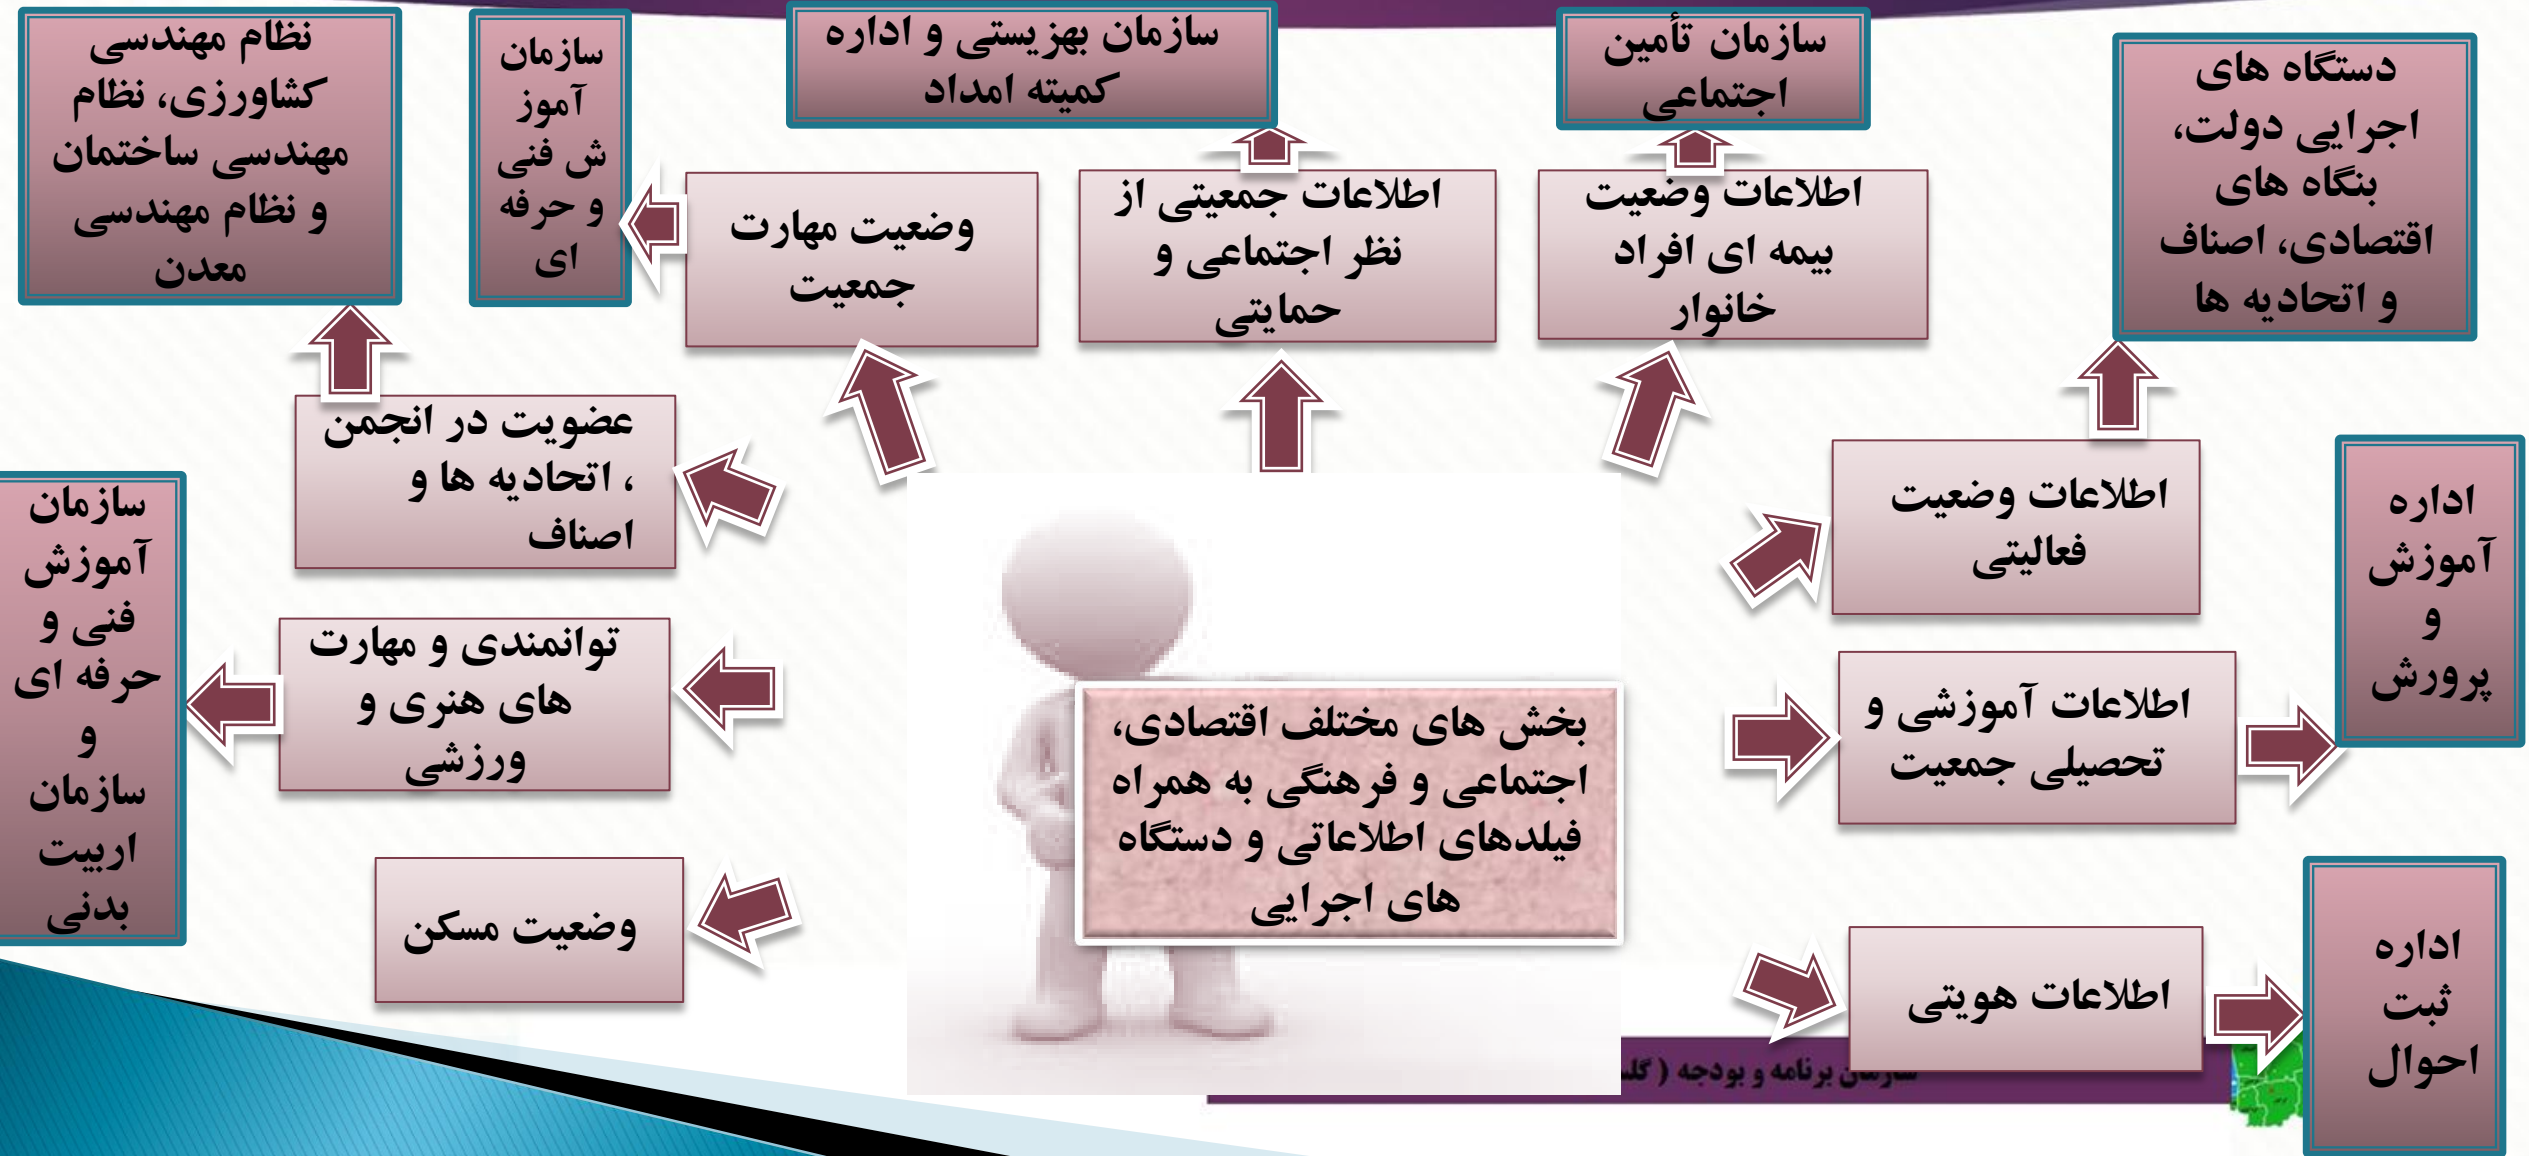 دستگاه های
اجرایی دولت،
بنگاه های
اقتصادی، اصناف
و اتحادیه ها
سازمان تأمین
اجتماعی
سازمان بهزیستی و اداره
کمیته امداد
سازمان
آموز
ش فنی
و حرفه
ای
نظام مهندسی
کشاورزی، نظام
مهندسی ساختمان
و نظام مهندسی
معدن
اطلاعات وضعیت
بیمه ای افراد
خانوار
اطلاعات جمعیتی از
نظر اجتماعی و
حمایتی
وضعیت مهارت
جمعیت
عضویت در انجمن
، اتحادیه ها و
اصناف
اداره
آموزش
و
پرورش
اطلاعات وضعیت
فعالیتی
اطلاعات آموزشی و
تحصیلی جمعیت
توانمندی و مهارت
های هنری و
ورزشی
سازمان
آموزش
فنی و
حرفه ای
و
سازمان
اربیت
بدنی
بخش های مختلف اقتصادی،
اجتماعی و فرهنگی به همراه
فیلدهای اطلاعاتی و دستگاه
های اجرایی
وضعیت مسکن
اطلاعات هویتی
اداره
ثبت
احوال
سازمان برنامه و بودجه (